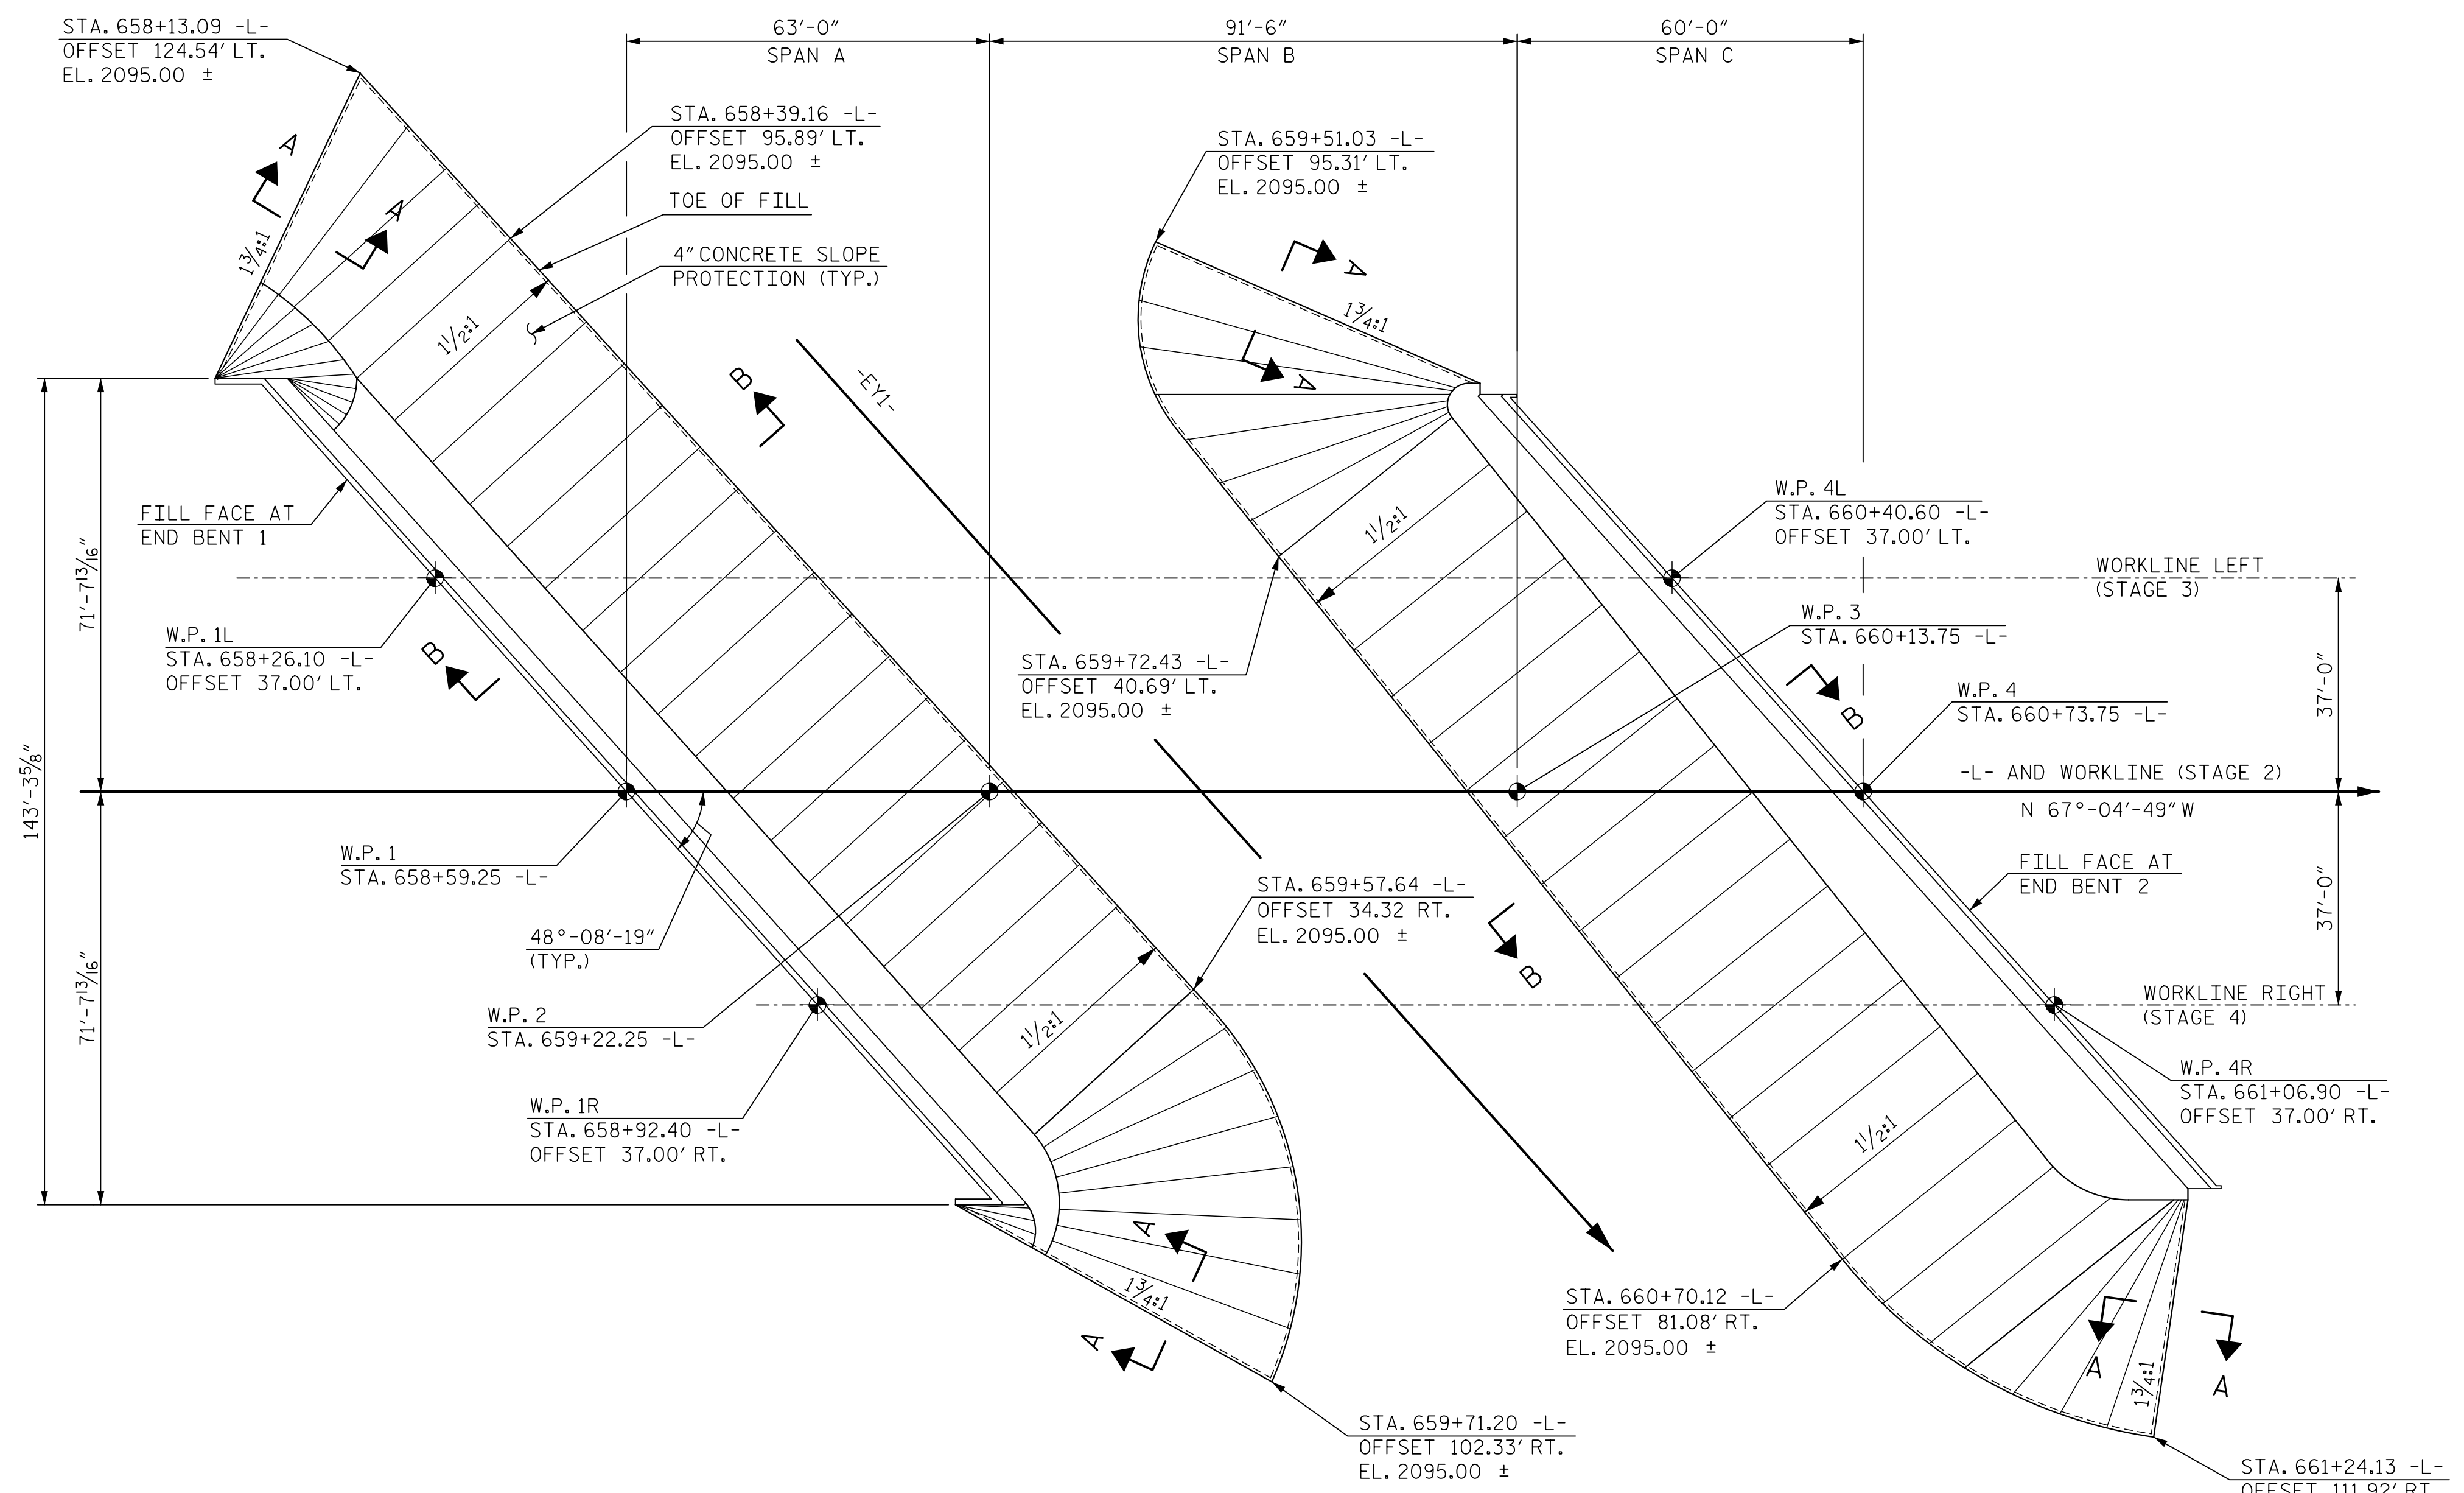 STA. 658+13.09 -L-
OFFSET 124.54' LT.
EL. 2095.00 ±
63'-0"
SPAN A
91'-6"
SPAN B
60'-0"
SPAN C
STA. 658+39.16 -L-
OFFSET 95.89' LT.
EL. 2095.00 ±
TOE OF FILL
4" CONCRETE SLOPE
PROTECTION (TYP.)
STA. 659+51.03 -L-
OFFSET 95.31' LT.
EL. 2095.00 ±
A
A
1¾:1
1½:1
B
-EY1-
A
A
1¾:1
FILL FACE AT
END BENT 1
71'-7 13/16"
W.P. 1L
STA. 658+26.10 -L-
OFFSET 37.00' LT.
B
1½:1
W.P. 4L
STA. 660+40.60 -L-
OFFSET 37.00' LT.
WORKLINE LEFT
(STAGE 3)
W.P. 3
STA. 660+13.75 -L-
STA. 659+72.43 -L-
OFFSET 40.69' LT.
EL. 2095.00 ±
B
W.P. 4
STA. 660+73.75 -L-
37'-0"
143'-3 5/8"
-L- AND WORKLINE (STAGE 2)
N 67°-04'-49" W
W.P. 1
STA. 658+59.25 -L-
48°-08'-19"
(TYP.)
STA. 659+57.64 -L-
OFFSET 34.32 RT.
EL. 2095.00 ±
FILL FACE AT
END BENT 2
37'-0"
B
71'-7 13/16"
W.P. 2
STA. 659+22.25 -L-
1½:1
WORKLINE RIGHT
(STAGE 4)
W.P. 1R
STA. 658+92.40 -L-
OFFSET 37.00' RT.
W.P. 4R
STA. 661+06.90 -L-
OFFSET 37.00' RT.
1½:1
A
1¾:1
A
STA. 660+70.12 -L-
OFFSET 81.08' RT.
EL. 2095.00 ±
A
1¾:1
A
STA. 659+71.20 -L-
OFFSET 102.33' RT.
EL. 2095.00 ±
STA. 661+24.13 -L-
OFFSET 111.92' RT.